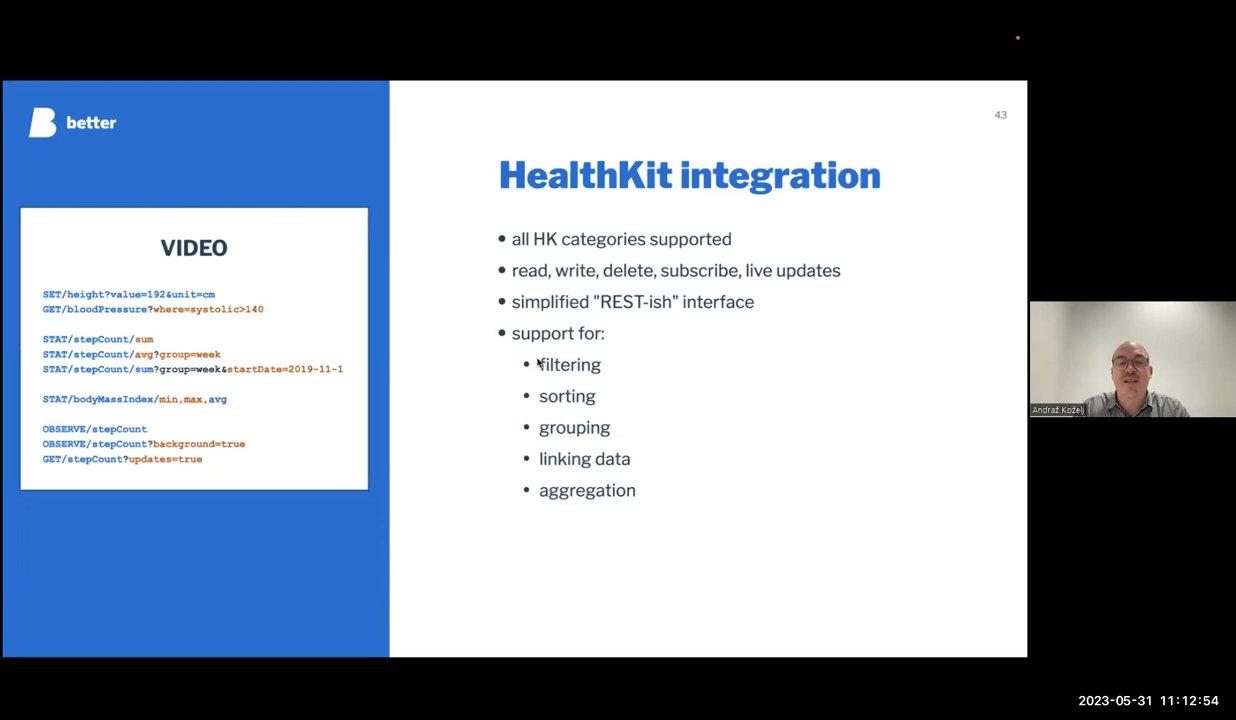 better
43
HealthKit integration
VIDEO
SET/height?value=192&unit=cm
GET/bloodPressure?where=systolic>140
STAT/stepCount/sum
STAT/stepCount/avg?group=week
STAT/stepCount/sum?group=week&startDate=2019-11-1
STAT/bodyMassIndex/min,max,avg
OBSERVE/stepCount
OBSERVE/stepCount?background=true
GET/stepCount?updates=true
• all HK categories supported
• read, write, delete, subscribe, live updates
• simplified "REST-ish" interface
• support for:
• filtering
• sorting
• grouping
• linking data
• aggregation
Andraž Koželj
2023-05-31 11:12:54